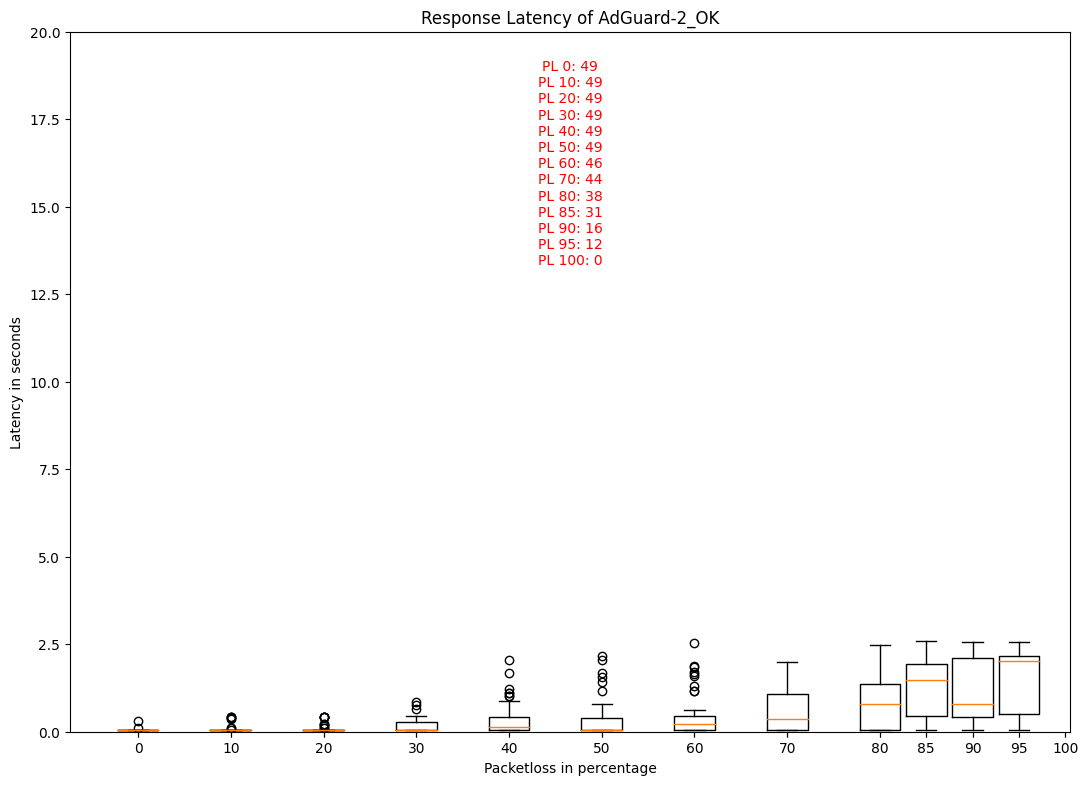 Response Latency of AdGuard-2_OK
20.0
17.5
15.0
12.5
10.0
7.5
5.0
2.5
0.0
Latency in seconds
PL 0: 49
PL 10: 49
PL 20: 49
PL 30: 49
PL 40: 49
PL 50: 49
PL 60: 46
PL 70: 44
PL 80: 38
PL 85: 31
PL 90: 16
PL 95: 12
PL 100: 0
0 10 20 30 40 50 60 70 80 85 90 95 100
Packetloss in percentage